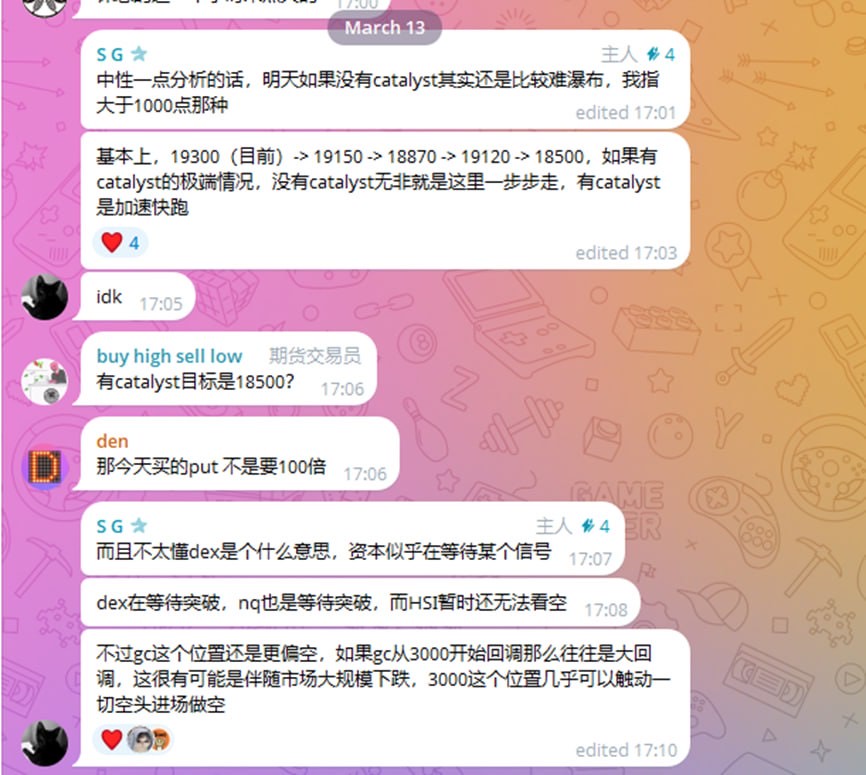 17:00
March 13
S G
主人 4
中性一点分析的话，明天如果没有catalyst其实还是比较难瀑布，我指
大于1000点那种
edited 17:01
基本上，19300（目前）-> 19150 -> 18870 -> 19120 -> 18500，如果有
catalyst的极端情况，没有catalyst无非就是这里一步步走，有catalyst
是加速快跑
4
edited 17:03
idk 17:05
buy high sell low 期货交易员
有catalyst目标是18500？ 17:06
den
那今天买的put 不是要100倍 17:06
D
S G
主人 4
而且不太懂dex是个什么意思，资本似乎在等待某个信号 17:07
dex在等待突破，nq也是等待突破，而HSI暂时还无法看空 17:08
不过gc这个位置还是更偏空，如果gc从3000开始回调那么往往是大回
调，这很有可能是伴随市场大规模下跌，3000这个位置几乎可以触动一
切空头进场做空
edited 17:10